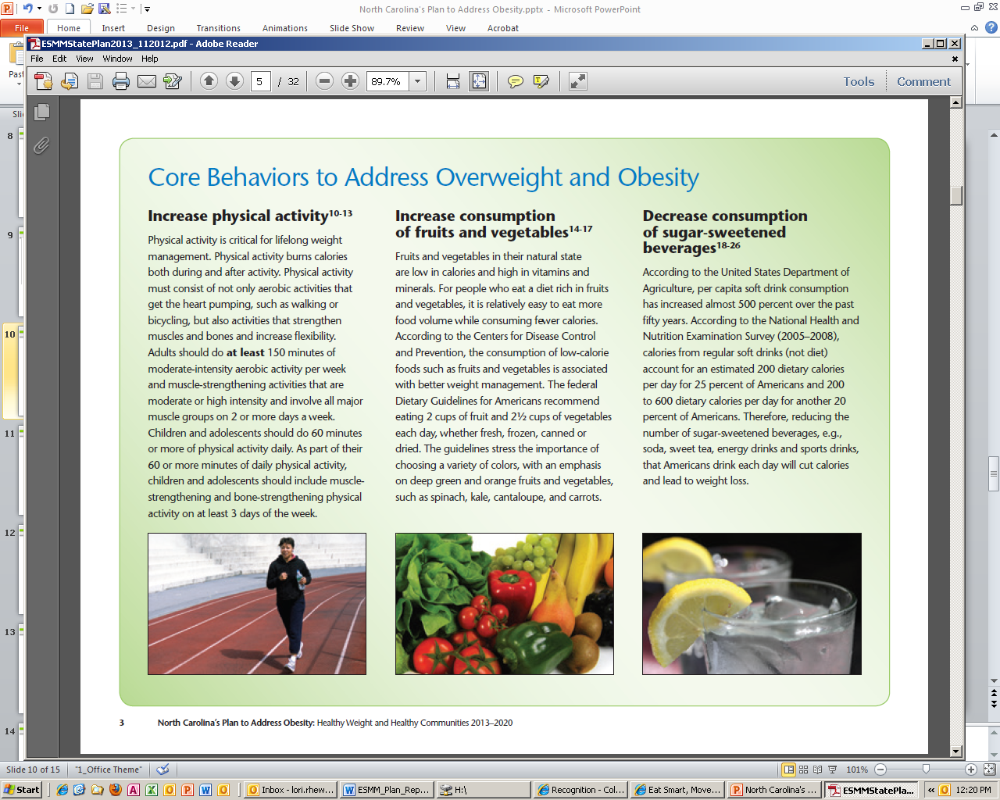 North Carolina's Plan to Address Obesity.pptx - Microsoft PowerPoint
File Home Insert Design Transitions Animations Slide Show Review View Acrobat
ESMMStatePlan2013_112012.pdf - Adobe Reader
File Edit View Window Help
5 / 32 89.7% Tools Comment
Core Behaviors to Address Overweight and Obesity
Increase physical activity10-13
Physical activity is critical for lifelong weight
management. Physical activity burns calories
both during and after activity. Physical activity
must consist of not only aerobic activities that
get the heart pumping, such as walking or
bicycling, but also activities that strengthen
muscles and bones and increase flexibility.
Adults should do at least 150 minutes of
moderate-intensity aerobic activity per week
and muscle-strengthening activities that are
moderate or high intensity and involve all major
muscle groups on 2 or more days a week.
Children and adolescents should do 60 minutes
or more of physical activity daily. As part of their
60 or more minutes of daily physical activity,
children and adolescents should include muscle-
strengthening and bone-strengthening physical
activity on at least 3 days of the week.
Increase consumption
of fruits and vegetables14-17
Fruits and vegetables in their natural state
are low in calories and high in vitamins and
minerals. For people who eat a diet rich in fruits
and vegetables, it is relatively easy to eat more
food volume while consuming fewer calories.
According to the Centers for Disease Control
and Prevention, the consumption of low-calorie
foods such as fruits and vegetables is associated
with better weight management. The federal
Dietary Guidelines for Americans recommend
eating 2 cups of fruit and 2½ cups of vegetables
each day, whether fresh, frozen, canned or
dried. The guidelines stress the importance of
choosing a variety of colors, with an emphasis
on deep green and orange fruits and vegetables,
such as spinach, kale, cantaloupe, and carrots.
Decrease consumption
of sugar-sweetened
beverages18-26
According to the United States Department of
Agriculture, per capita soft drink consumption
has increased almost 500 percent over the past
fifty years. According to the National Health and
Nutrition Examination Survey (2005–2008),
calories from regular soft drinks (not diet)
account for an estimated 200 dietary calories
per day for 25 percent of Americans and 200
to 600 dietary calories per day for another 20
percent of Americans. Therefore, reducing the
number of sugar-sweetened beverages, e.g.,
soda, sweet tea, energy drinks and sports drinks,
that Americans drink each day will cut calories
and lead to weight loss.
3 North Carolina's Plan to Address Obesity: Healthy Weight and Healthy Communities 2013–2020
Past
Sli
8
9
10
11
12
13
14
Slide 10 of 15 "1_Office Theme" 101%
Start Inbox - lori.rhew... ESMM_Plan_Rep... H:\ Recognition - Col... Eat Smart, Move... North Carolina's ... ESMMStatePla... 12:20 PM